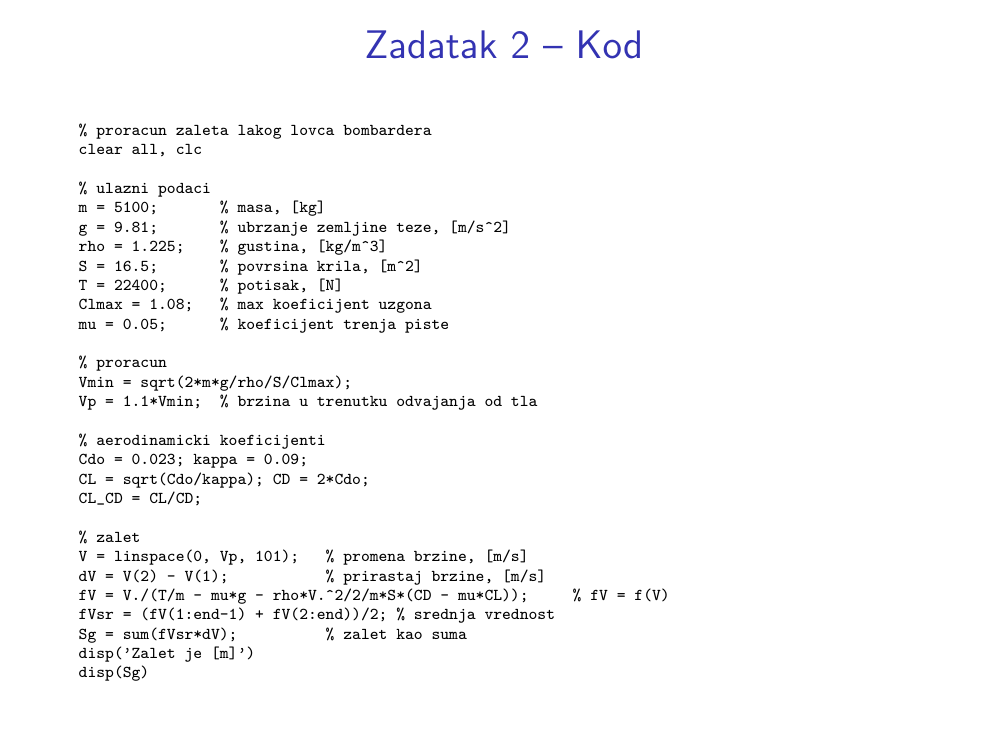 Zadatak 2 – Kod
% proracun zaleta lakog lovca bombardera
clear all, clc
% ulazni podaci
m = 5100;       % masa, [kg]
g = 9.81;       % ubrzanje zemljine teze, [m/s^2]
rho = 1.225;    % gustina, [kg/m^3]
S = 16.5;       % povrsina krila, [m^2]
T = 22400;      % potisak, [N]
Clmax = 1.08;   % max koeficijent uzgona
mu = 0.05;      % koeficijent trenja piste
% proracun
Vmin = sqrt(2*m*g/rho/S/Clmax);
Vp = 1.1*Vmin;  % brzina u trenutku odvajanja od tla
% aerodinamicki koeficijenti
Cdo = 0.023; kappa = 0.09;
CL = sqrt(Cdo/kappa); CD = 2*Cdo;
CL_CD = CL/CD;
% zalet
V = linspace(0, Vp, 101);   % promena brzine, [m/s]
dV = V(2) - V(1);           % prirastaj brzine, [m/s]
fV = V./(T/m - mu*g - rho*V.^2/2/m*S*(CD - mu*CL));     % fV = f(V)
fVsr = (fV(1:end-1) + fV(2:end))/2; % srednja vrednost
Sg = sum(fVsr*dV);          % zalet kao suma
disp('Zalet je [m]')
disp(Sg)